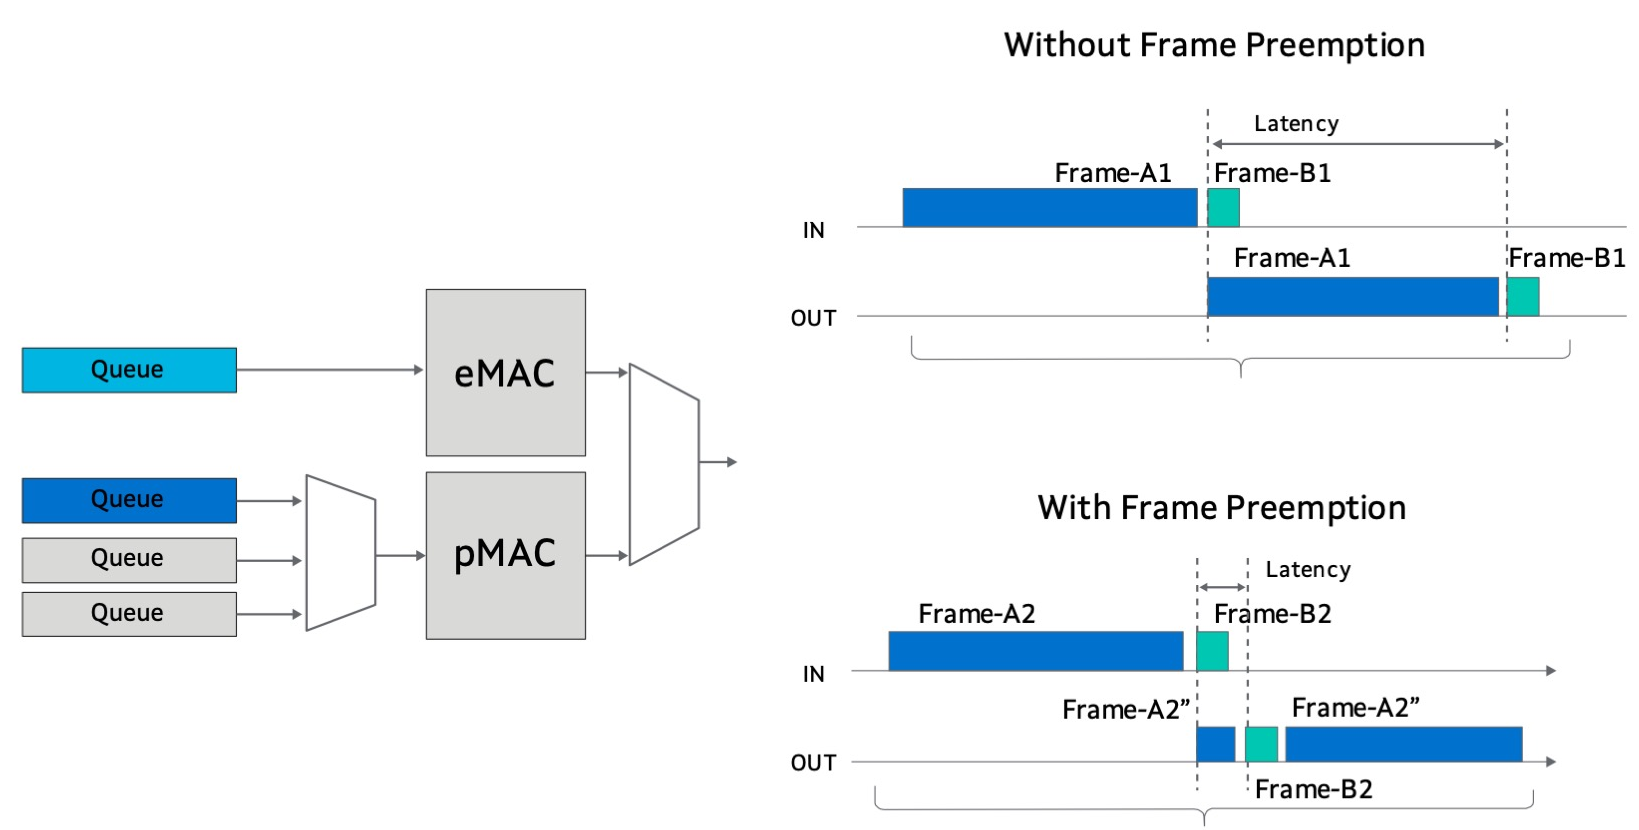 Without Frame Preemption
Latency
Frame-A1 Frame-B1
IN
Frame-A1 Frame-B1
OUT
Queue
eMAC
Queue
Queue
Queue
pMAC
With Frame Preemption
Latency
Frame-A2 Frame-B2
IN
Frame-A2” Frame-A2”
OUT
Frame-B2